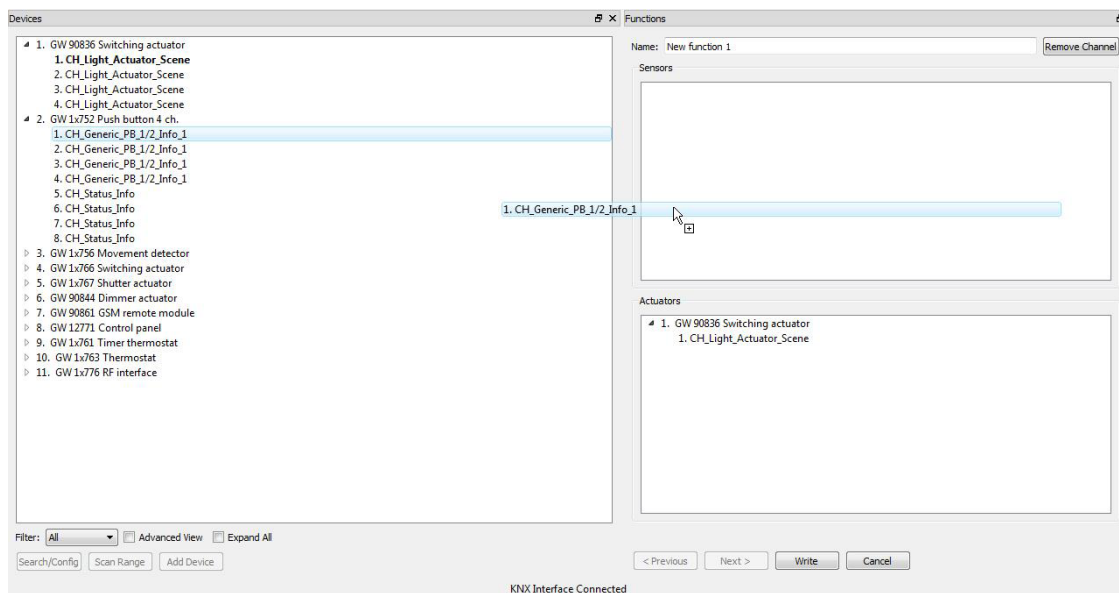 Devices
1. GW 90836 Switching actuator
1. CH_Light_Actuator_Scene
2. CH_Light_Actuator_Scene
3. CH_Light_Actuator_Scene
4. CH_Light_Actuator_Scene
2. GW 1x752 Push button 4 ch.
1. CH_Generic_PB_1/2_Info_1
2. CH_Generic_PB_1/2_Info_1
3. CH_Generic_PB_1/2_Info_1
4. CH_Generic_PB_1/2_Info_1
5. CH_Status_Info
6. CH_Status_Info
7. CH_Status_Info
8. CH_Status_Info
3. GW 1x756 Movement detector
4. GW 1x766 Switching actuator
5. GW 1x767 Shutter actuator
6. GW 90844 Dimmer actuator
7. GW 90861 GSM remote module
8. GW 12771 Control panel
9. GW 1x761 Timer thermostat
10. GW 1x763 Thermostat
11. GW 1x776 RF interface
Filter: All Advanced View Expand All
Search/Config Scan Range Add Device
Functions
Name: New function 1 Remove Channel
Sensors
1. CH_Generic_PB_1/2_Info_1
Actuators
1. GW 90836 Switching actuator
1. CH_Light_Actuator_Scene
< Previous Next > Write Cancel
KNX Interface Connected